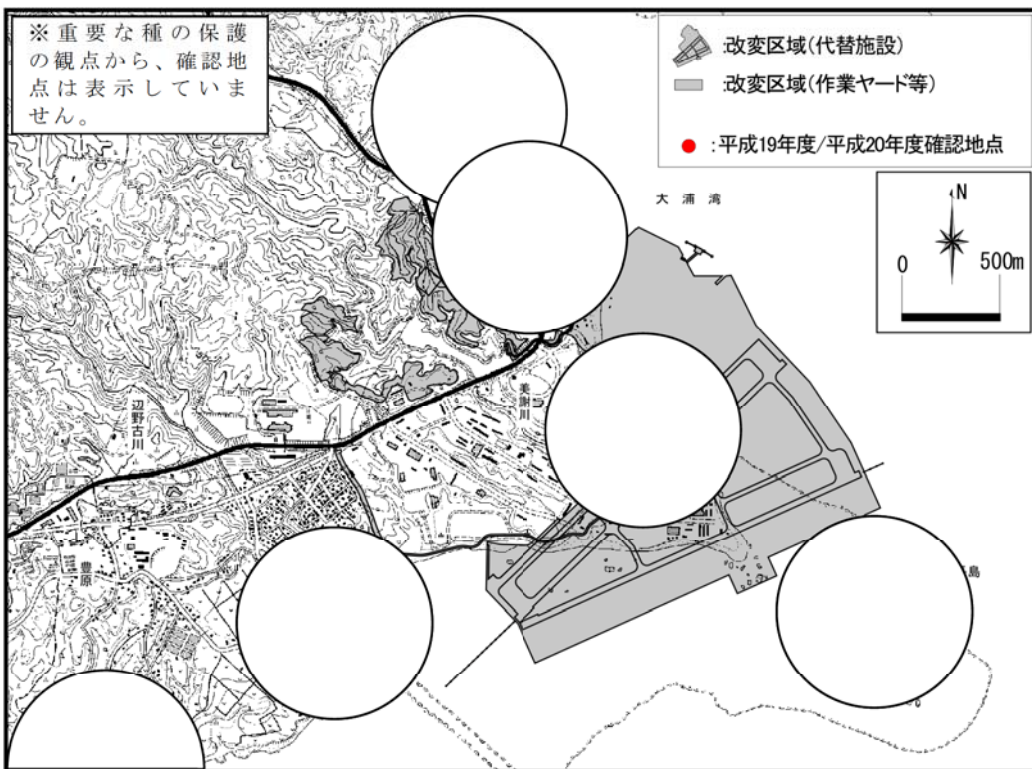 ※重要な種の保護
の観点から、確認地
点は表示していま
せん。
:改変区域(代替施設)
:改変区域(作業ヤード等)
:平成19年度/平成20年度確認地点
大浦湾
N
0 500m
美謝川
辺野古川
豊原
島